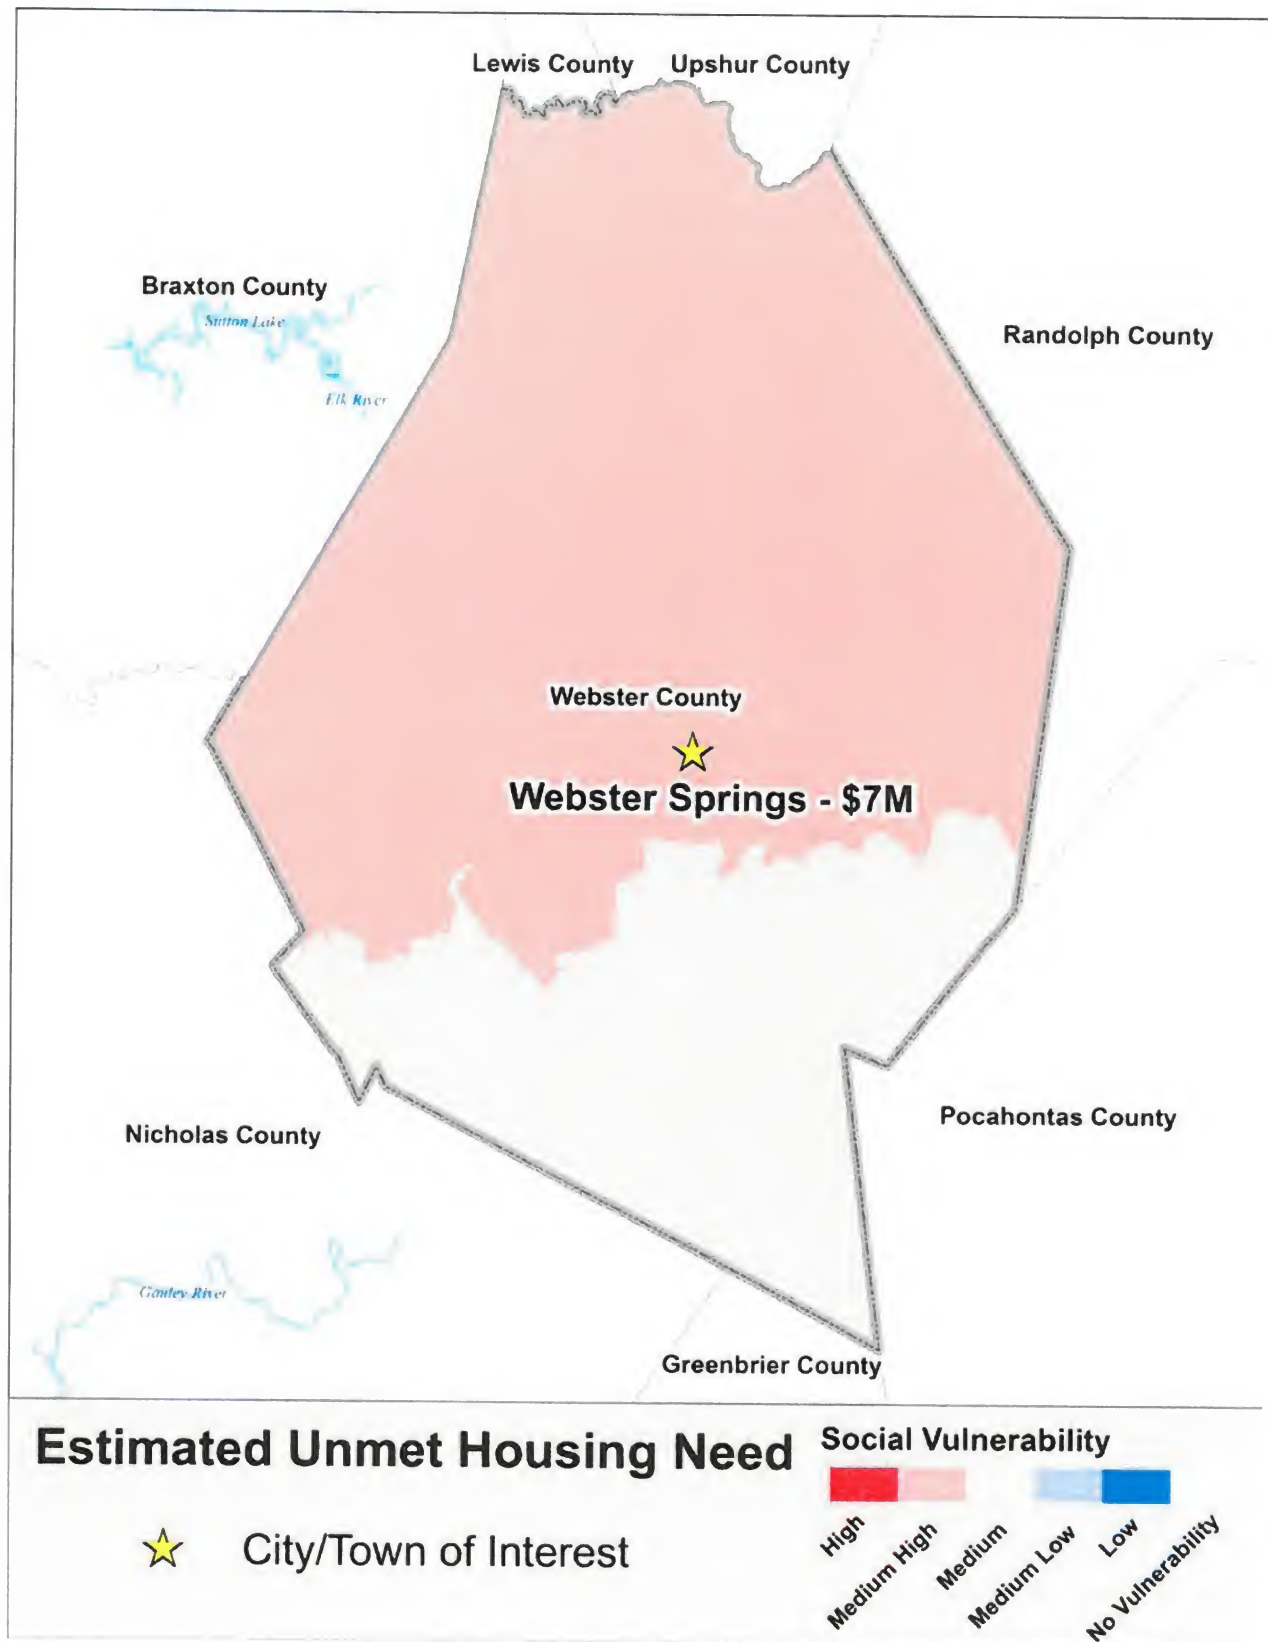 Lewis County
Upshur County
Braxton County
Sutton Lake
Randolph County
Elk River
Webster County
Webster Springs - $7M
Nicholas County
Pocahontas County
Gauley River
Greenbrier County
Estimated Unmet Housing Need
City/Town of Interest
Social Vulnerability
High
Medium High
Medium
Medium Low
Low
No Vulnerability